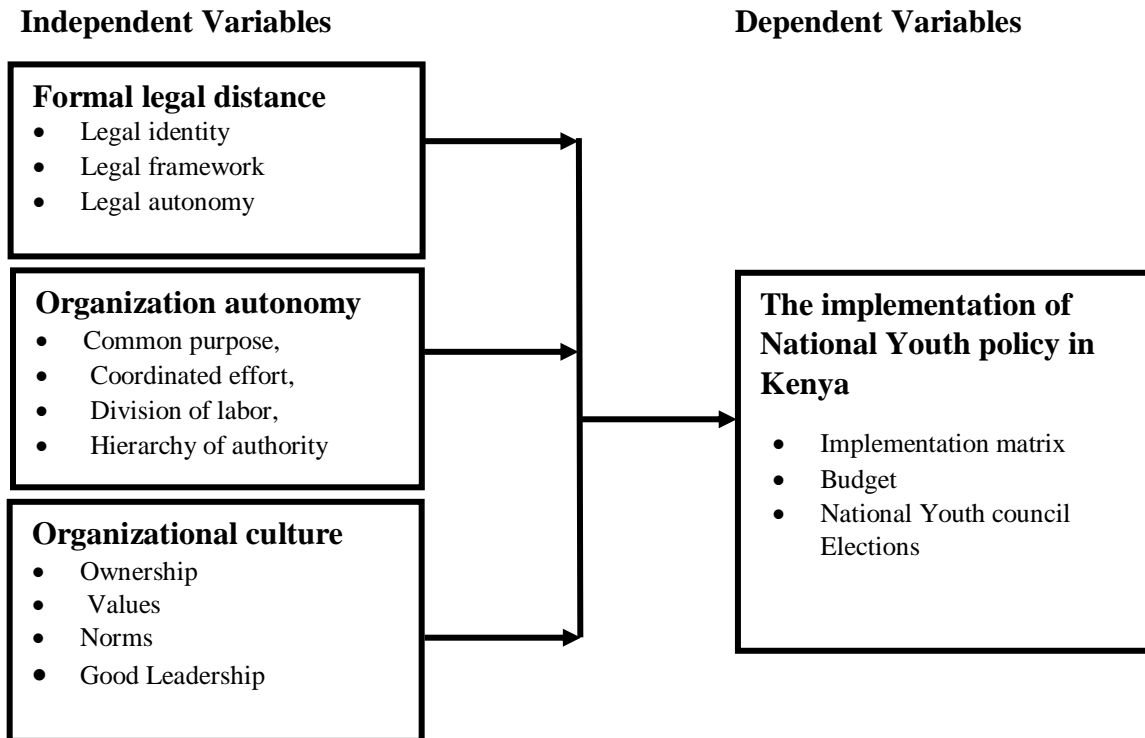 Independent Variables
Dependent Variables
Formal legal distance
• Legal identity
• Legal framework
• Legal autonomy
Organization autonomy
• Common purpose,
• Coordinated effort,
• Division of labor,
• Hierarchy of authority
Organizational culture
• Ownership
• Values
• Norms
• Good Leadership
The implementation of
National Youth policy in
Kenya
• Implementation matrix
• Budget
• National Youth council
Elections